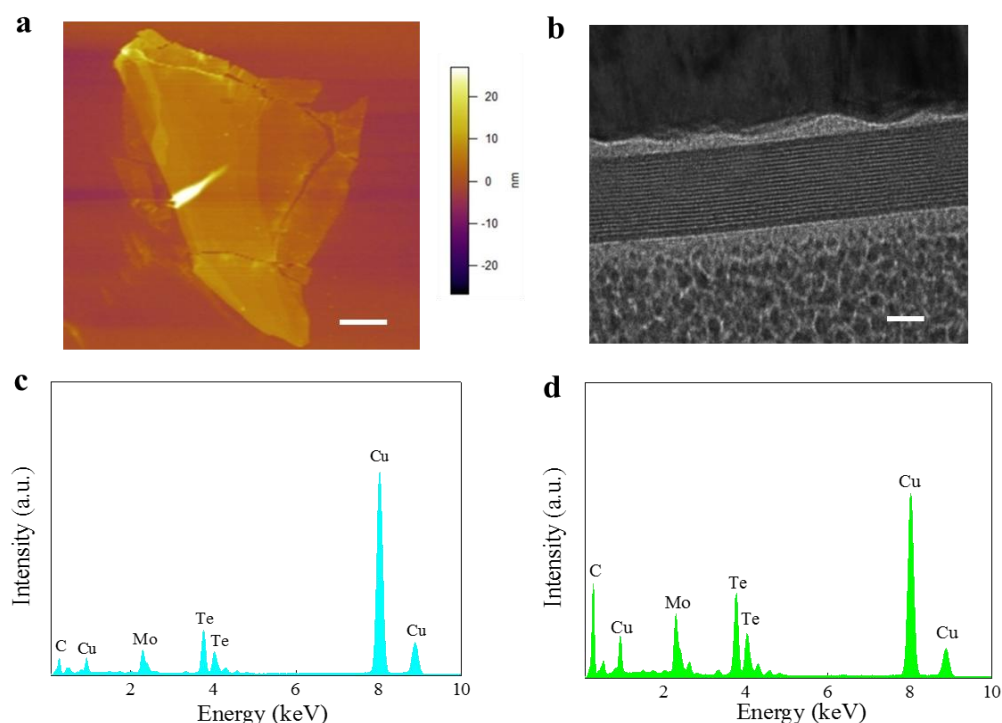 a
b
20
10
0
-10
-20
nm
c
Cu
Te
Mo
Te
C
Cu
Cu
Intensity (a.u.)
2
4
6
8
10
Energy (keV)
d
Cu
C
Te
Mo
Te
Cu
Cu
Intensity (a.u.)
2
4
6
8
10
Energy (keV)